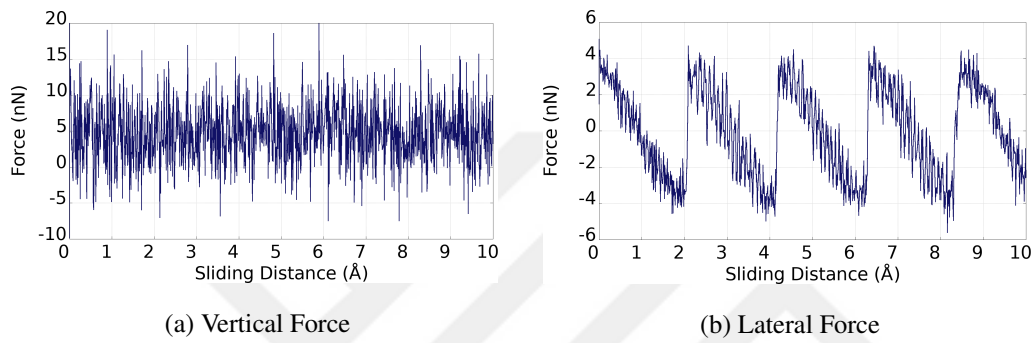 20
15
10
5
0
-5
-10
Force (nN)
0 1 2 3 4 5 6 7 8 9 10
Sliding Distance (Å)
(a) Vertical Force
6
4
2
0
-2
-4
-6
Force (nN)
0 1 2 3 4 5 6 7 8 9 10
Sliding Distance (Å)
(b) Lateral Force